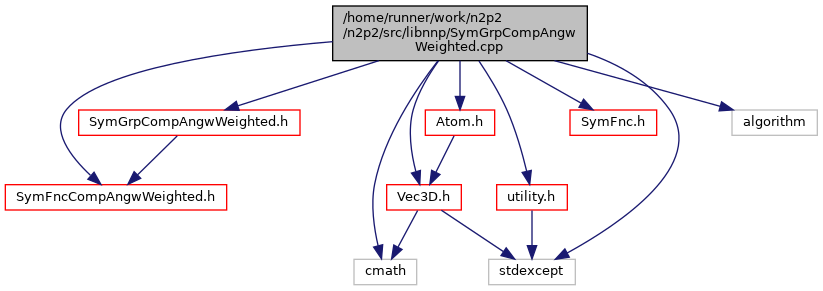 /home/runner/work/n2p2
/n2p2/src/libnnp/SymGrpCompAngw
Weighted.cpp
SymGrpCompAngwWeighted.h
Atom.h
SymFnc.h
algorithm
SymFncCompAngwWeighted.h
Vec3D.h
utility.h
cmath
stdexcept